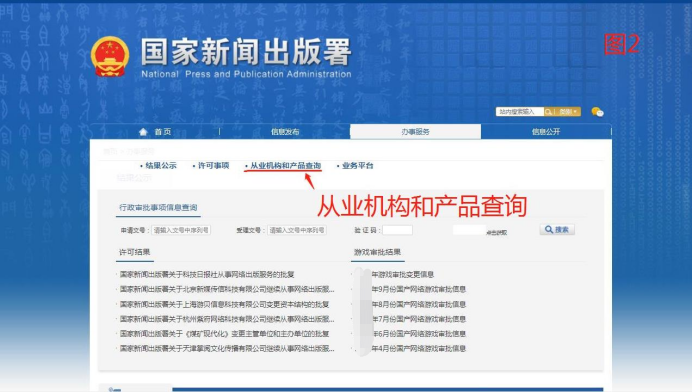 图2
国家新闻出版署
National Press and Publication Administration
站内搜索输入
首页 信息发布 办事服务 信息公开
·结果公示 ·许可事项 ·从业机构和产品查询 ·业务平台
从业机构和产品查询
行政审批事项信息查询
申请文号: 请输入文号中序列号 受理文号: 请输入文号中序列号 验证码: 点击获取 搜索
许可结果 游戏审批结果
·国家新闻出版署关于科技日报社从事网络出版服务的批复 年游戏审批变更信息
·国家新闻出版署关于北京新媒传信科技有限公司继续从事网络出版服... 年9月份国产网络游戏审批信息
·国家新闻出版署关于上海游贝信息科技有限公司变更资本结构的批复 年8月份国产网络游戏审批信息
·国家新闻出版署关于杭州紫府网络科技有限公司继续从事网络出版服... 年7月份国产网络游戏审批信息
·国家新闻出版署关于《煤矿现代化》变更主管单位和主办单位的批复 年6月份国产网络游戏审批信息
·国家新闻出版署关于天津掌阅文化传播有限公司继续从事网络出版服... 年4月份国产网络游戏审批信息